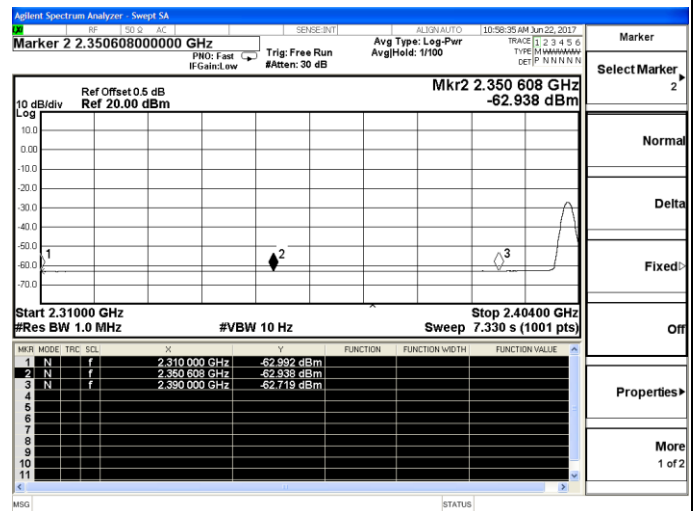 Agilent Spectrum Analyzer - Swept SA
RF 50 Ω AC SENSE:INT ALIGN AUTO 10:58:35 AM Jun 22, 2017
Marker 2 2.350608000000 GHz
PNO: Fast Trig: Free Run Avg Type: Log-Pwr TRACE 1 2 3 4 5 6
IFGain:Low #Atten: 30 dB Avg|Hold: 1/100 TYPE M WWWWW
DET P N N N N N
Mkr2 2.350 608 GHz
-62.938 dBm
Ref Offset 0.5 dB
10 dB/div Ref 20.00 dBm
Log
10.0
0.00
-10.0
-20.0
-30.0
-40.0
-50.0
-60.0
-70.0
1
2
3
Start 2.31000 GHz Stop 2.40400 GHz
#Res BW 1.0 MHz #VBW 10 Hz Sweep 7.330 s (1001 pts)
MKR MODE TRC SCL X Y FUNCTION FUNCTION WIDTH FUNCTION VALUE
1 N f 2.310 000 GHz -62.992 dBm
2 N f 2.350 608 GHz -62.938 dBm
3 N f 2.390 000 GHz -62.719 dBm
4
5
6
7
8
9
10
11
MSG STATUS
Marker
Select Marker
2
Normal
Delta
Fixed
Off
Properties
More
1 of 2